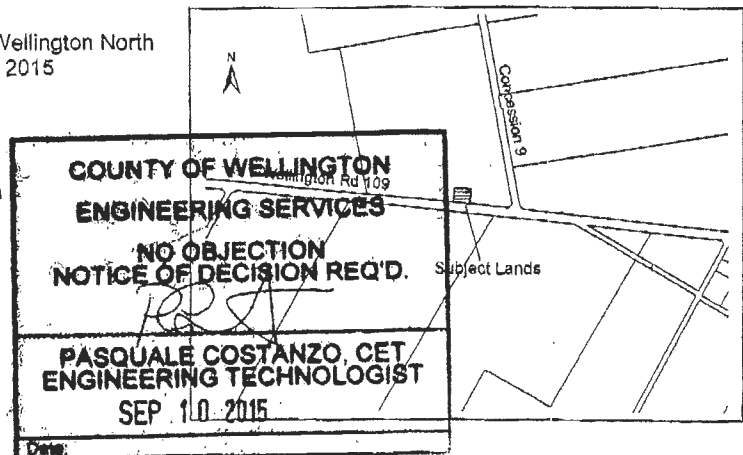 Wellington North
2015
N
Concession 9
Wellington Rd 109
Subject Lands
COUNTY OF WELLINGTON
ENGINEERING SERVICES
NO OBJECTION
NOTICE OF DECISION REQ'D.
PASQUALE COSTANZO, CET
ENGINEERING TECHNOLOGIST
SEP 10 2015
Date: